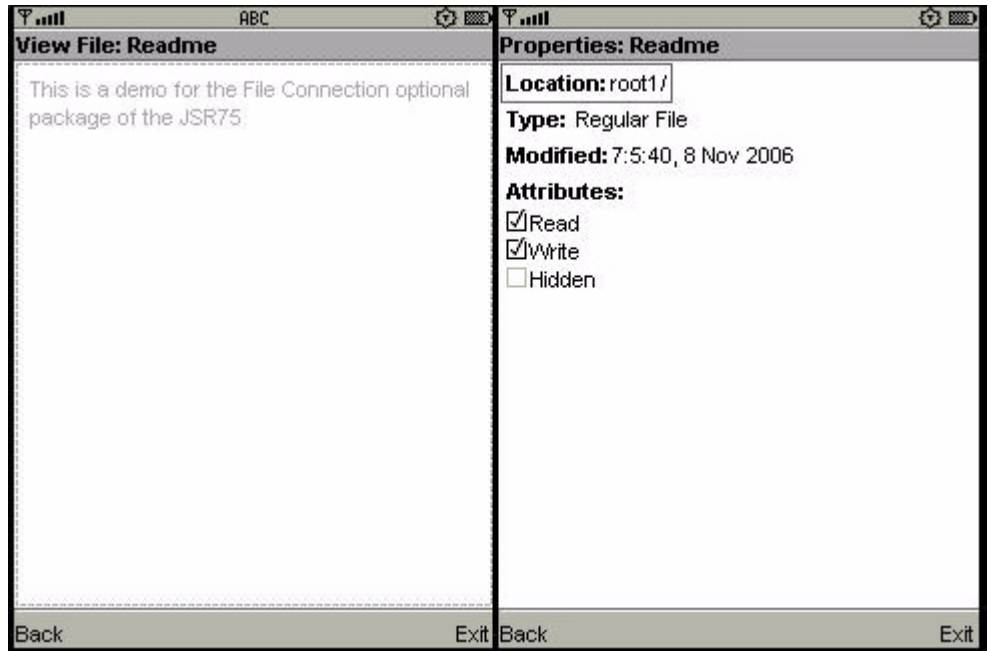 ABC
View File: Readme
This is a demo for the File Connection optional
package of the JSR75
Back Exit
Properties: Readme
Location: root1/
Type: Regular File
Modified: 7:5:40, 8 Nov 2006
Attributes:
Read
Write
Hidden
Back Exit